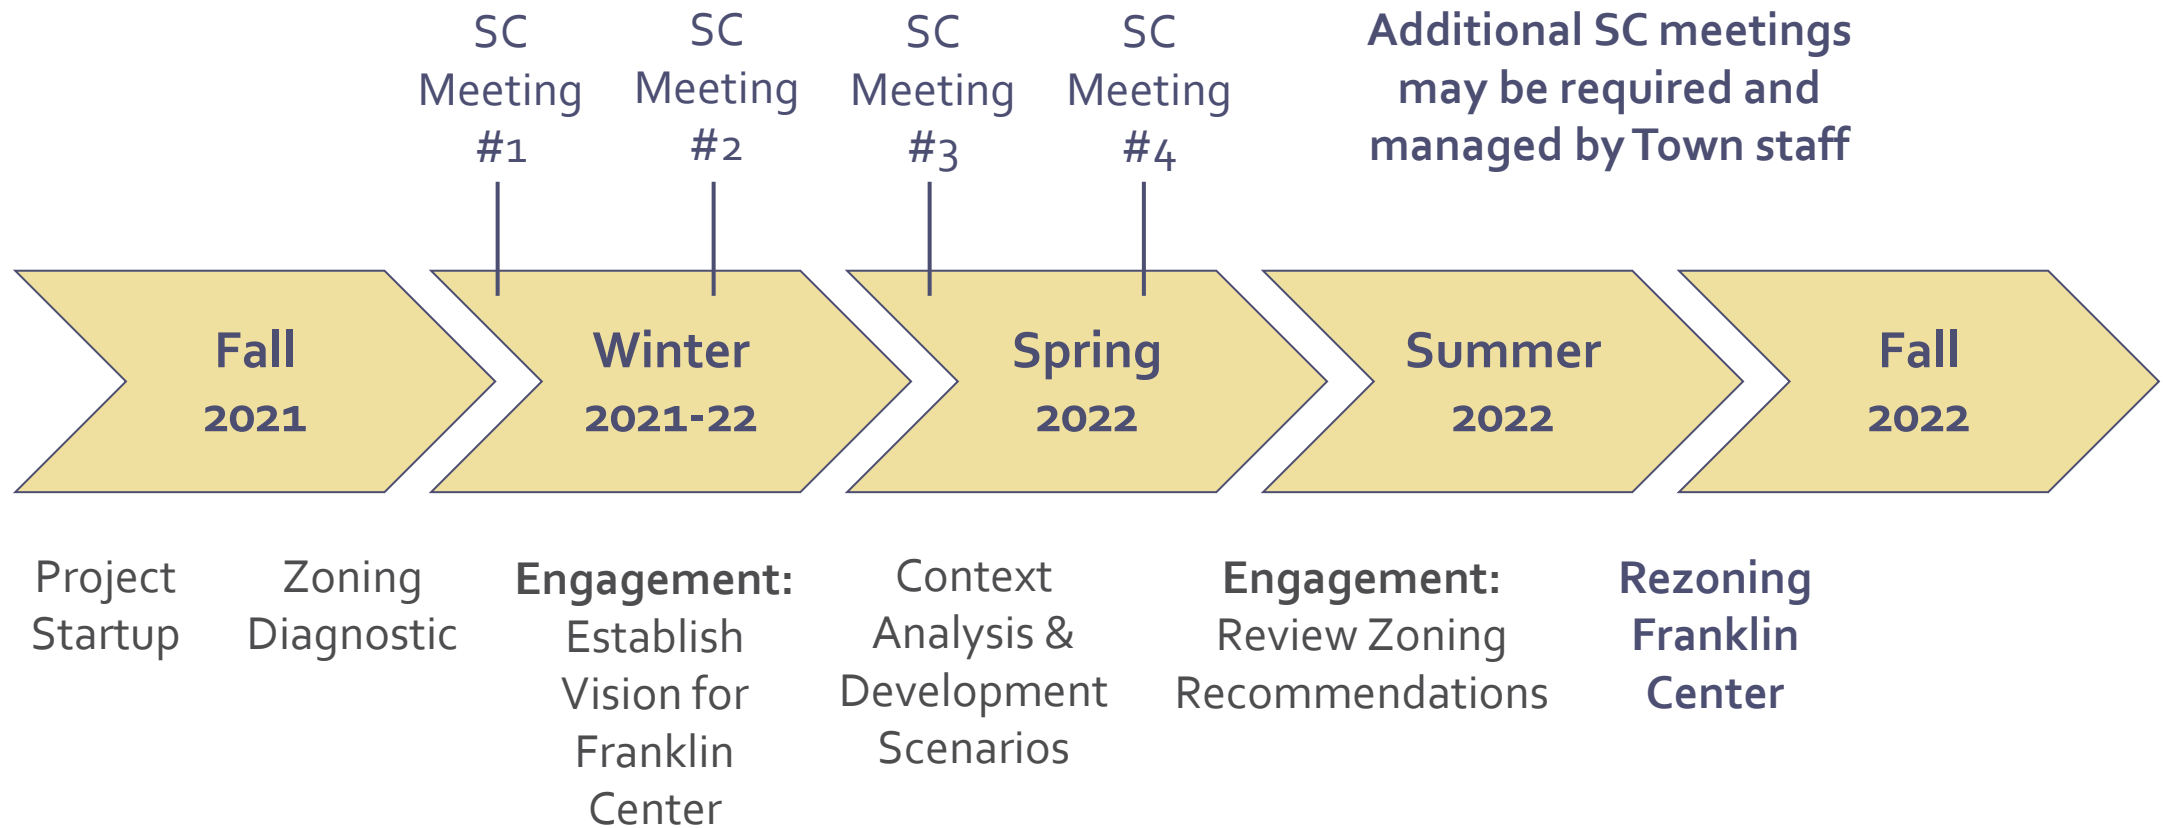 SC
Meeting
#1
SC
Meeting
#2
SC
Meeting
#3
SC
Meeting
#4
Additional SC meetings
may be required and
managed by Town staff
Fall
2021
Winter
2021-22
Spring
2022
Summer
2022
Fall
2022
Project
Startup
Zoning
Diagnostic
Engagement:
Establish
Vision for
Franklin
Center
Context
Analysis &
Development
Scenarios
Engagement:
Review Zoning
Recommendations
Rezoning
Franklin
Center